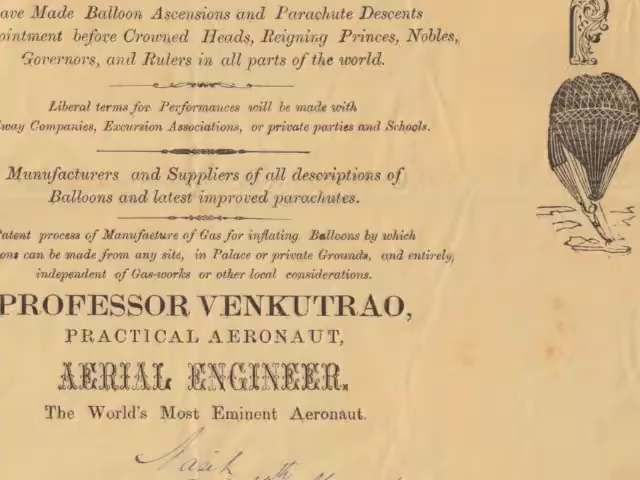 ave Made Balloon Ascensions and Parachute Descents
ointment before Crowned Heads, Reigning Princes, Nobles,
Governors, and Rulers in all parts of the world.
Liberal terms for Performances will be made with
way Companies, Excursion Associations, or private parties and Schools.
Munufacturers and Suppliers of all descriptions of
Balloons and latest improved parachutes.
atent process of Manufacture of Gas for inflating Balloons by which
ons can be made from any site, in Palace or private Grounds, and entirely,
independent of Gas-works or other local considerations.
PROFESSOR VENKUTRAO,
PRACTICAL AERONAUT,
AERIAL ENGINEER.
The World's Most Eminent Aeronaut.
Nasik